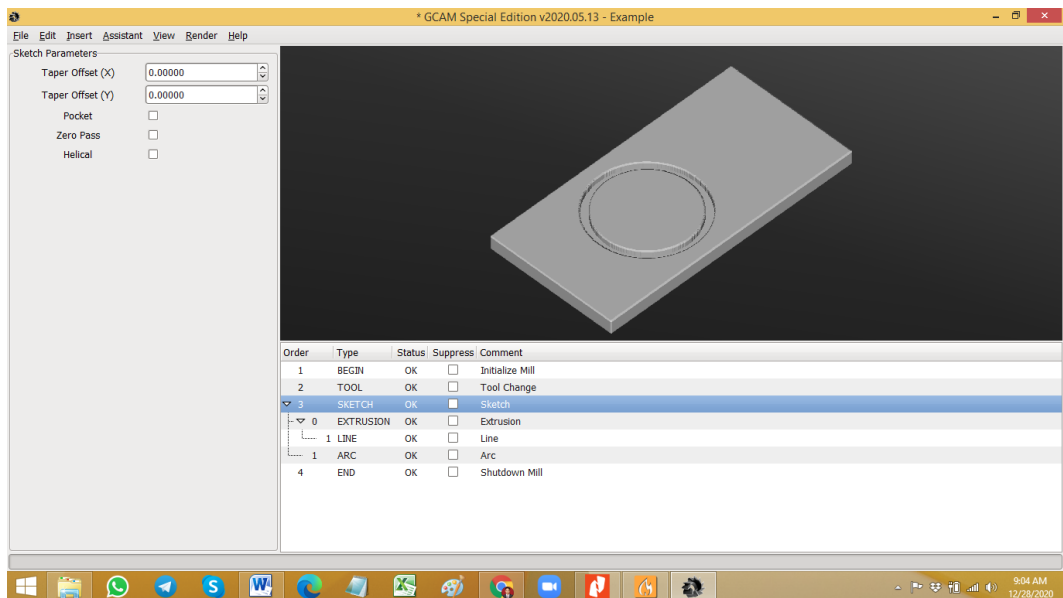 * GCAM Special Edition v2020.05.13 - Example
File Edit Insert Assistant View Render Help
Sketch Parameters
Taper Offset (X) 0.00000
Taper Offset (Y) 0.00000
Pocket
Zero Pass
Helical
Order Type Status Suppress Comment
1 BEGIN OK Initialize Mill
2 TOOL OK Tool Change
3 SKETCH OK Sketch
0 EXTRUSION OK Extrusion
1 LINE OK Line
1 ARC OK Arc
4 END OK Shutdown Mill
9:04 AM
12/28/2020